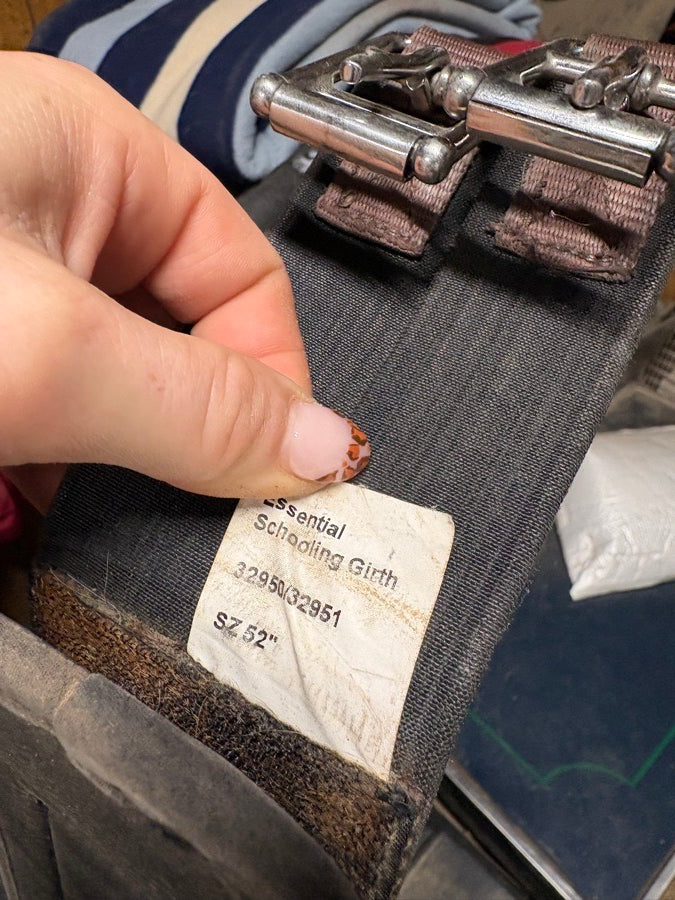 Essential
Schooling Girth
32950/32951
SZ 52"